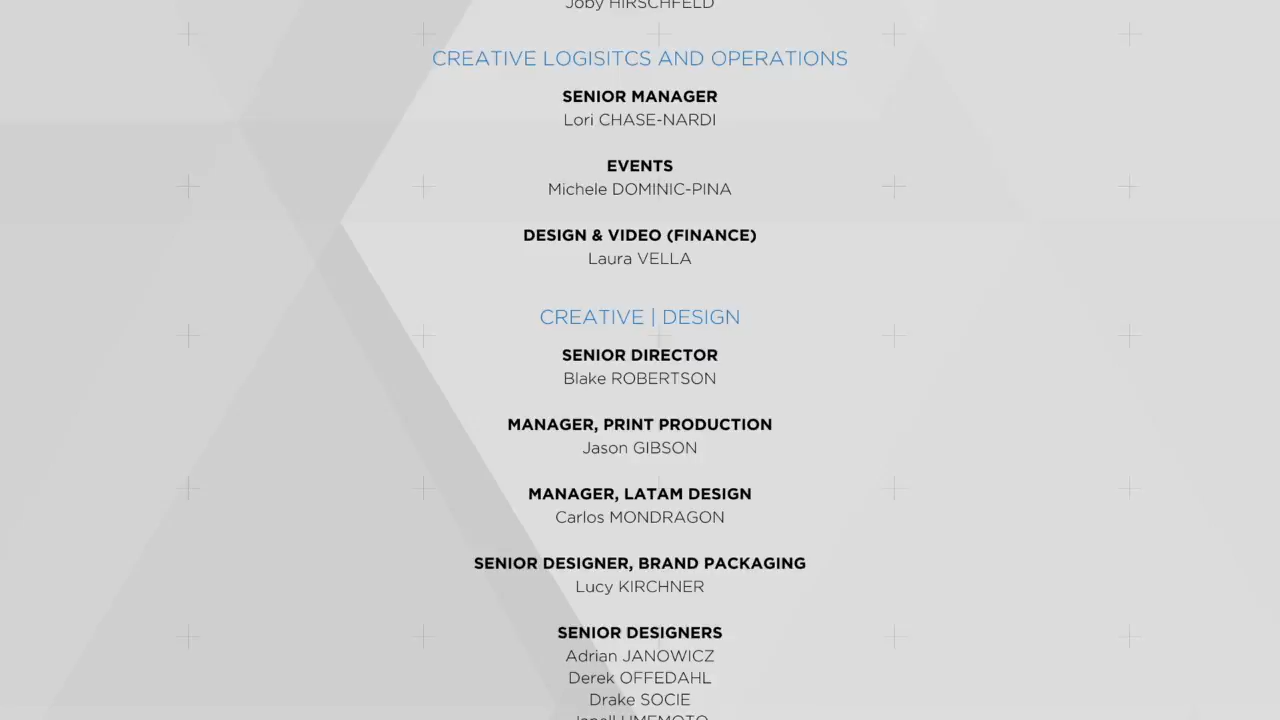 Joby HIRSCHFELD
CREATIVE LOGISITCS AND OPERATIONS
SENIOR MANAGER
Lori CHASE-NARDI
EVENTS
Michele DOMINIC-PINA
DESIGN & VIDEO (FINANCE)
Laura VELLA
CREATIVE | DESIGN
SENIOR DIRECTOR
Blake ROBERTSON
MANAGER, PRINT PRODUCTION
Jason GIBSON
MANAGER, LATAM DESIGN
Carlos MONDRAGON
SENIOR DESIGNER, BRAND PACKAGING
Lucy KIRCHNER
SENIOR DESIGNERS
Adrian JANOWICZ
Derek OFFEDAHL
Drake SOCIE